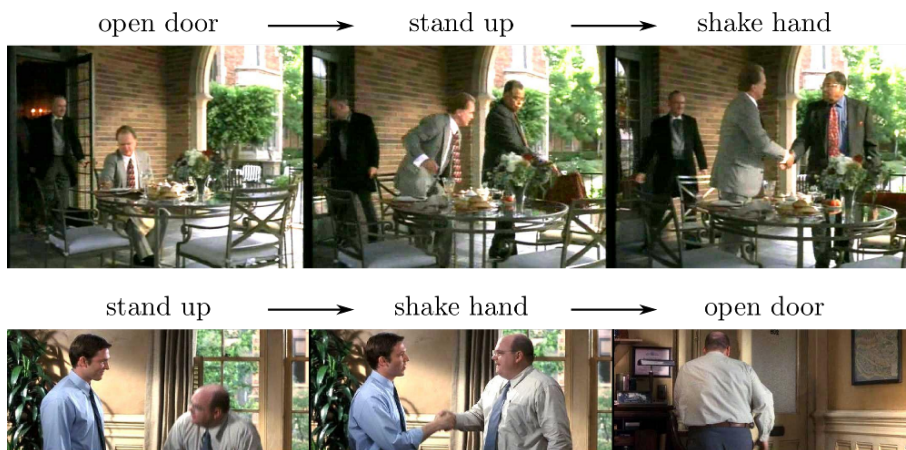 open door → stand up → shake hand
stand up → shake hand → open door